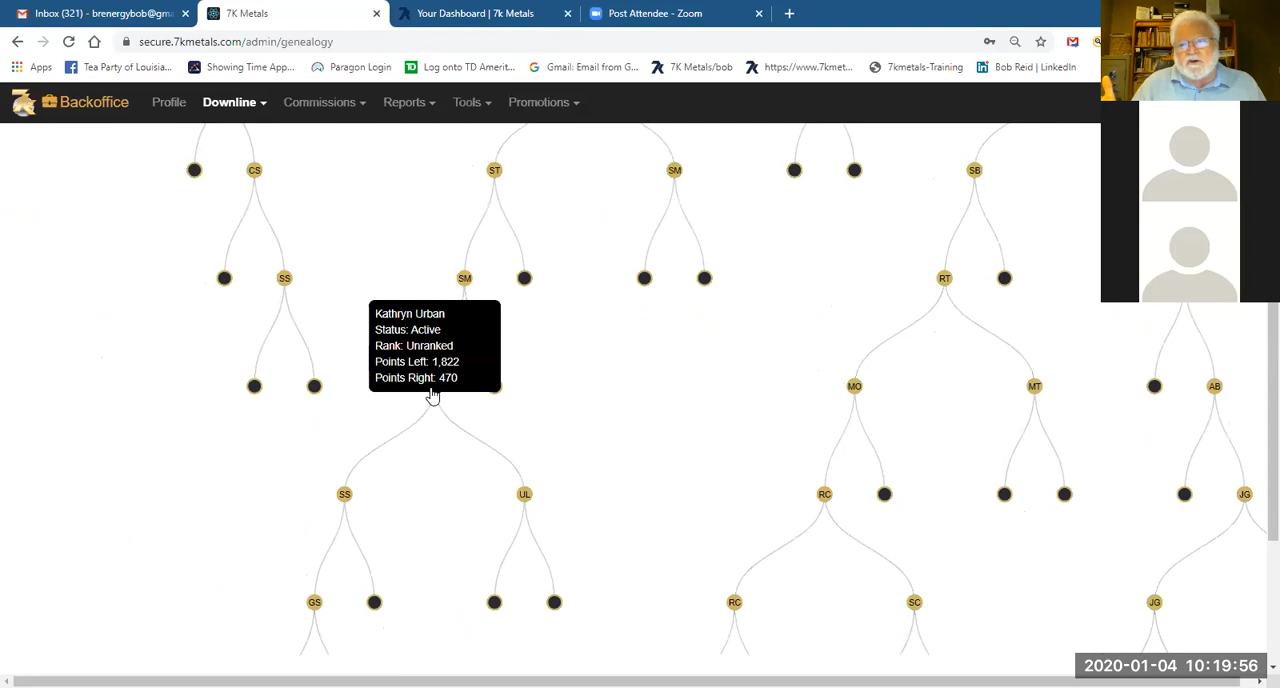 Inbox (321) - brenergybob@gma
7K Metals
Your Dashboard | 7k Metals
Post Attendee - Zoom
secure.7kmetals.com/admin/genealogy
Apps
Tea Party of Louisia...
Showing Time App...
Paragon Login
Log onto TD Amerit...
Gmail: Email from G...
7K Metals/bob
https://www.7kmet...
7kmetals-Training
Bob Reid | LinkedIn
Backoffice
Profile
Downline
Commissions
Reports
Tools
Promotions
CS
ST
SM
SB
SS
SM
RT
Kathryn Urban
Status: Active
Rank: Unranked
Points Left: 1,822
Points Right: 470
MO
MT
AB
SS
UL
RC
JG
GS
RC
SC
JG
2020-01-04 10:19:56